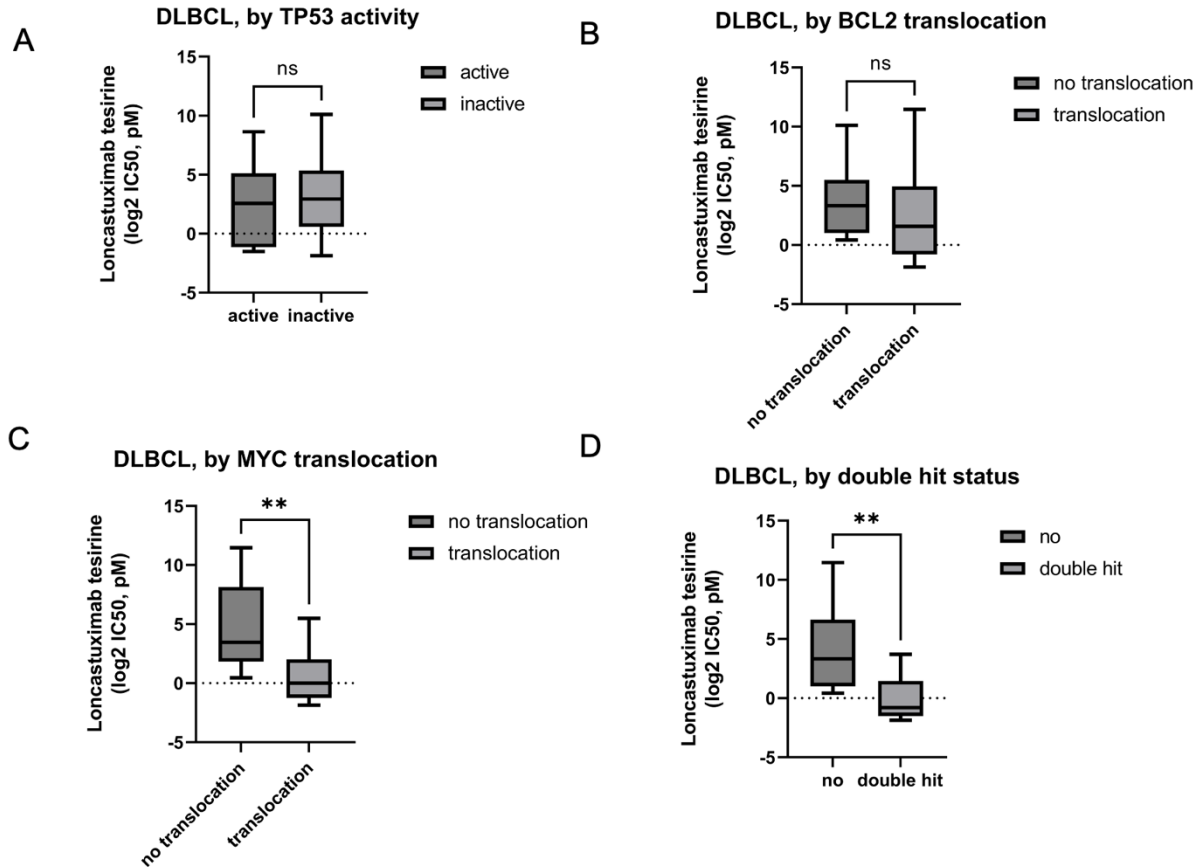 A
DLBCL, by TP53 activity
Loncastuximab tesirine
(log2 IC50, pM)
15
10
5
0
-5
ns
active
inactive
active
inactive
B
DLBCL, by BCL2 translocation
Loncastuximab tesirine
(log2 IC50, pM)
15
10
5
0
-5
ns
no translocation
translocation
no translocation
translocation
C
DLBCL, by MYC translocation
Loncastuximab tesirine
(log2 IC50, pM)
15
10
5
0
-5
**
no translocation
translocation
no translocation
translocation
D
DLBCL, by double hit status
Loncastuximab tesirine
(log2 IC50, pM)
15
10
5
0
-5
**
no
double hit
no
double hit